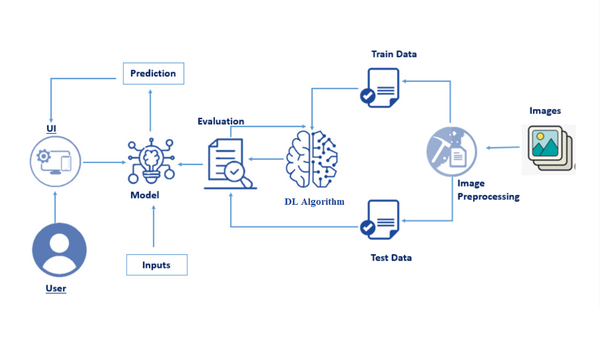 Train Data
Prediction
Images
Evaluation
UI
Model
Image
Preprocessing
DL Algorithm
Test Data
Inputs
User